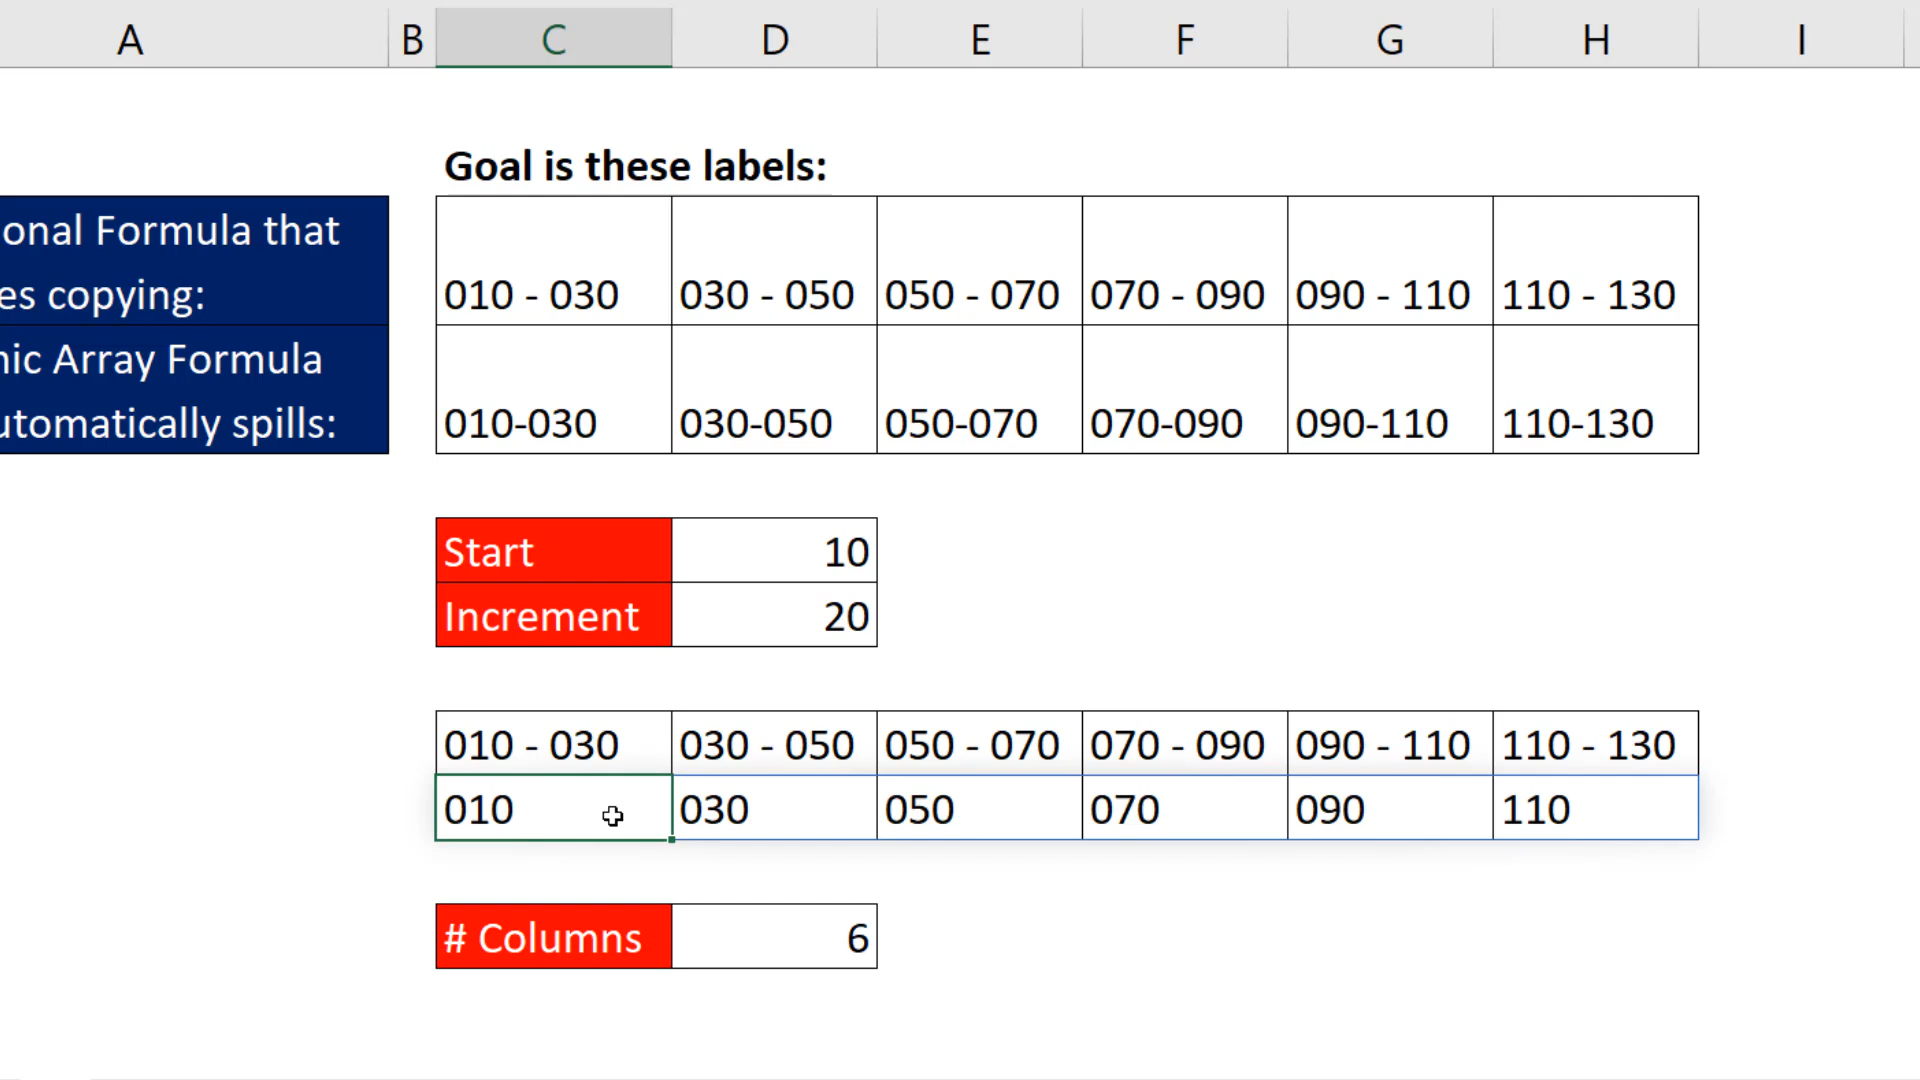 A B C D E F G H I
Goal is these labels:
onal Formula that
es copying:
010 - 030 030 - 050 050 - 070 070 - 090 090 - 110 110 - 130
nic Array Formula
utomatically spills:
010-030 030-050 050-070 070-090 090-110 110-130
Start 10
Increment 20
010 - 030 030 - 050 050 - 070 070 - 090 090 - 110 110 - 130
010 030 050 070 090 110
# Columns 6